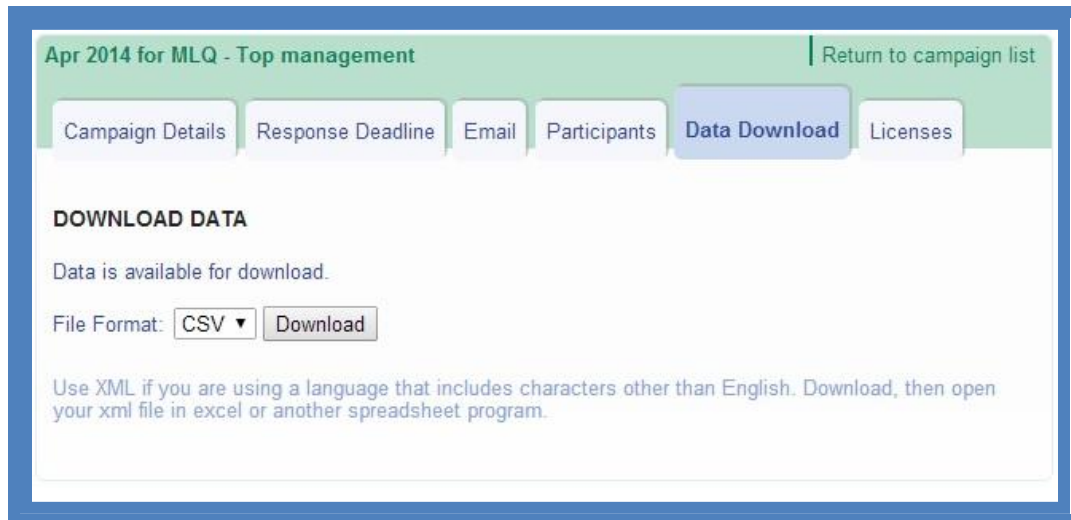 Apr 2014 for MLQ - Top management
Return to campaign list
Campaign Details Response Deadline Email Participants Data Download Licenses
DOWNLOAD DATA
Data is available for download.
File Format: CSV Download
Use XML if you are using a language that includes characters other than English. Download, then open
your xml file in excel or another spreadsheet program.